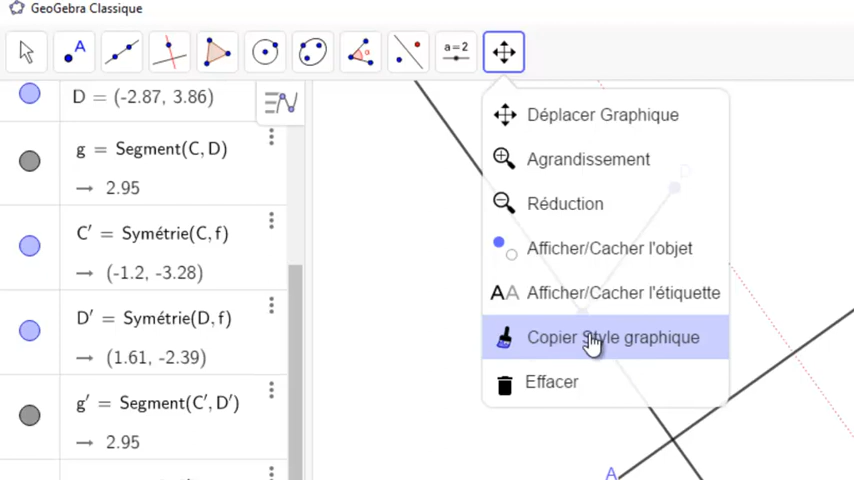 GeoGebra Classique
A
α
a=2
D = (-2.87, 3.86)
g = Segment(C, D)
→ 2.95
C′ = Symétrie(C, f)
→ (-1.2, -3.28)
D′ = Symétrie(D, f)
→ (1.61, -2.39)
g′ = Segment(C′, D′)
→ 2.95
Déplacer Graphique
Agrandissement
D
Réduction
Afficher/Cacher l'objet
AA Afficher/Cacher l'étiquette
Copier Style graphique
Effacer
A